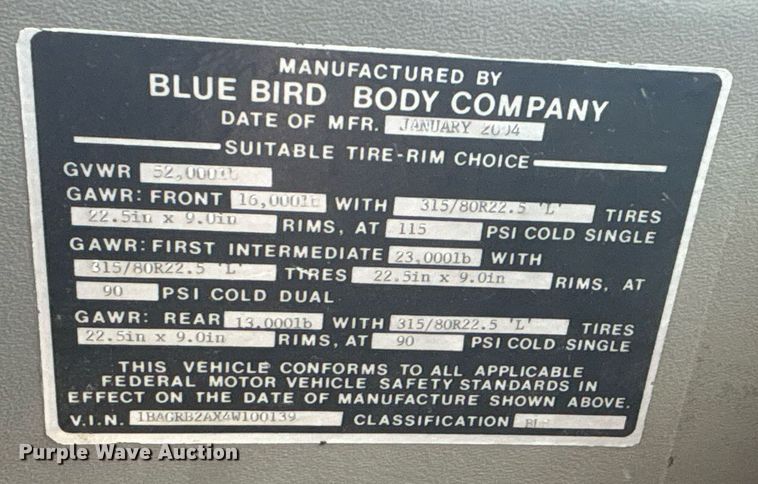 MANUFACTURED BY
BLUE BIRD BODY COMPANY
DATE OF MFR. JANUARY 2004
SUITABLE TIRE-RIM CHOICE
GVWR 52,000lb
GAWR: FRONT 16,000lb WITH 315/80R22.5 'L' TIRES
22.5in x 9.0in RIMS, AT 115 PSI COLD SINGLE
GAWR: FIRST INTERMEDIATE 23,000lb WITH
315/80R22.5 'L' TIRES 22.5in x 9.0in RIMS, AT
90 PSI COLD DUAL
GAWR: REAR 13,000lb WITH 315/80R22.5 'L' TIRES
22.5in x 9.0in RIMS, AT 90 PSI COLD SINGLE
THIS VEHICLE CONFORMS TO ALL APPLICABLE
FEDERAL MOTOR VEHICLE SAFETY STANDARDS IN
EFFECT ON THE DATE OF MANUFACTURE SHOWN ABOVE.
V.I.N. 1BAGRB2AX4W100139 CLASSIFICATION
Purple Wave Auction